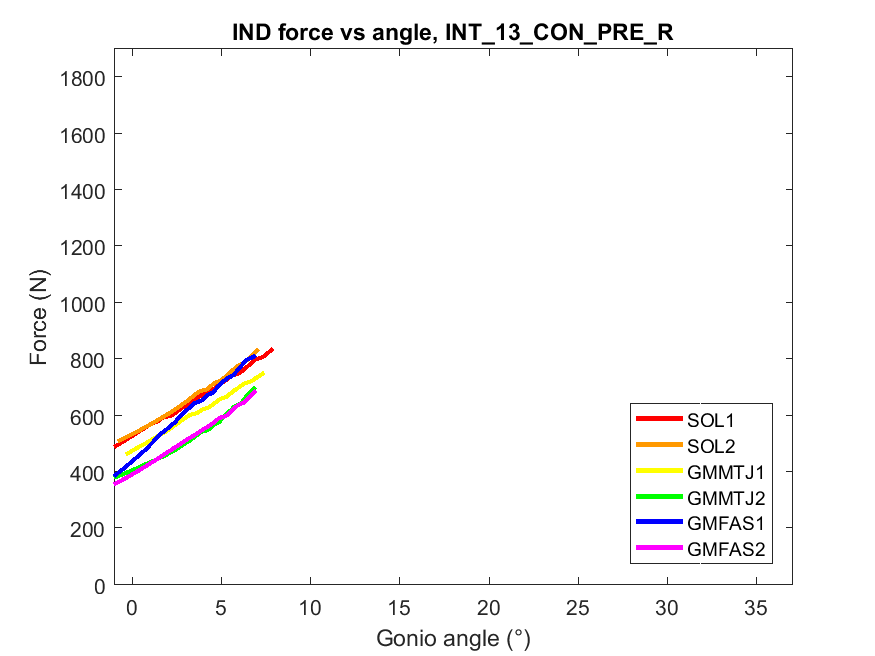 IND force vs angle, INT_13_CON_PRE_R
1800
1600
1400
1200
1000
800
600
400
200
0
Force (N)
SOL1
SOL2
GMMTJ1
GMMTJ2
GMFAS1
GMFAS2
0 5 10 15 20 25 30 35
Gonio angle (°)